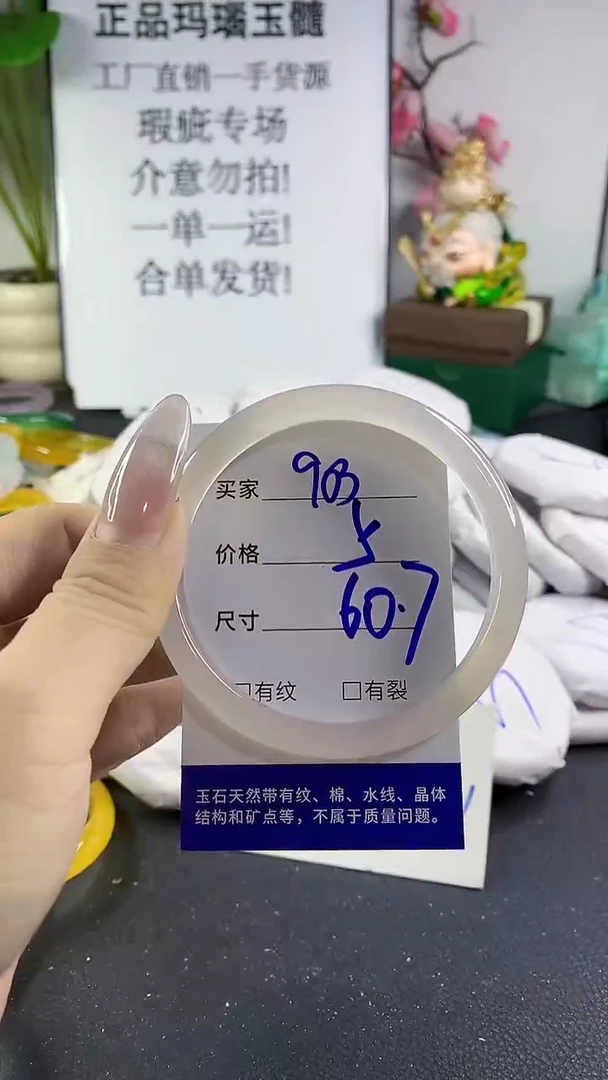 正品玛瑙玉髓
工厂直销一手货源
瑕疵专场
介意勿拍!
一单一运!
合单发货!
买家 903
价格
尺寸 60.7
□有纹 □有裂
玉石天然带有纹、棉、水线、晶体
结构和矿点等，不属于质量问题。